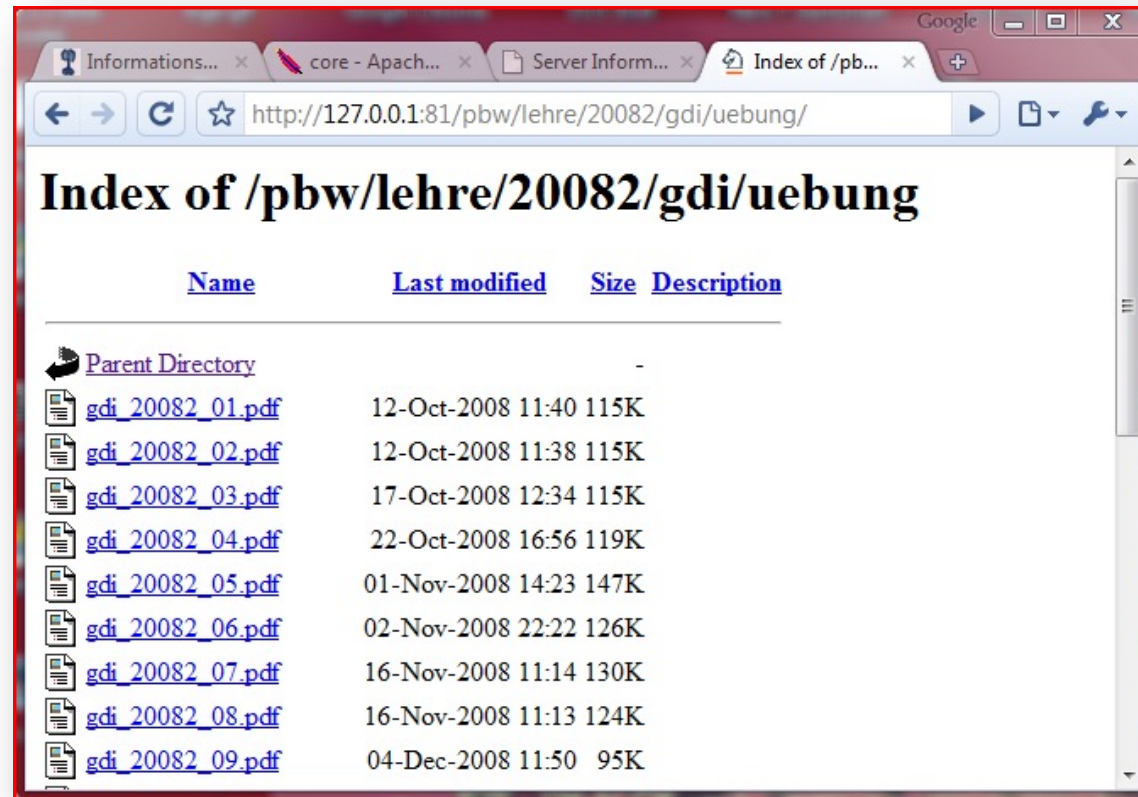 Google
Informations... core - Apach... Server Inform... Index of /pb...
http://127.0.0.1:81/pbw/lehre/20082/gdi/uebung/
Index of /pbw/lehre/20082/gdi/uebung
Name Last modified Size Description
Parent Directory -
gdi_20082_01.pdf 12-Oct-2008 11:40 115K
gdi_20082_02.pdf 12-Oct-2008 11:38 115K
gdi_20082_03.pdf 17-Oct-2008 12:34 115K
gdi_20082_04.pdf 22-Oct-2008 16:56 119K
gdi_20082_05.pdf 01-Nov-2008 14:23 147K
gdi_20082_06.pdf 02-Nov-2008 22:22 126K
gdi_20082_07.pdf 16-Nov-2008 11:14 130K
gdi_20082_08.pdf 16-Nov-2008 11:13 124K
gdi_20082_09.pdf 04-Dec-2008 11:50 95K